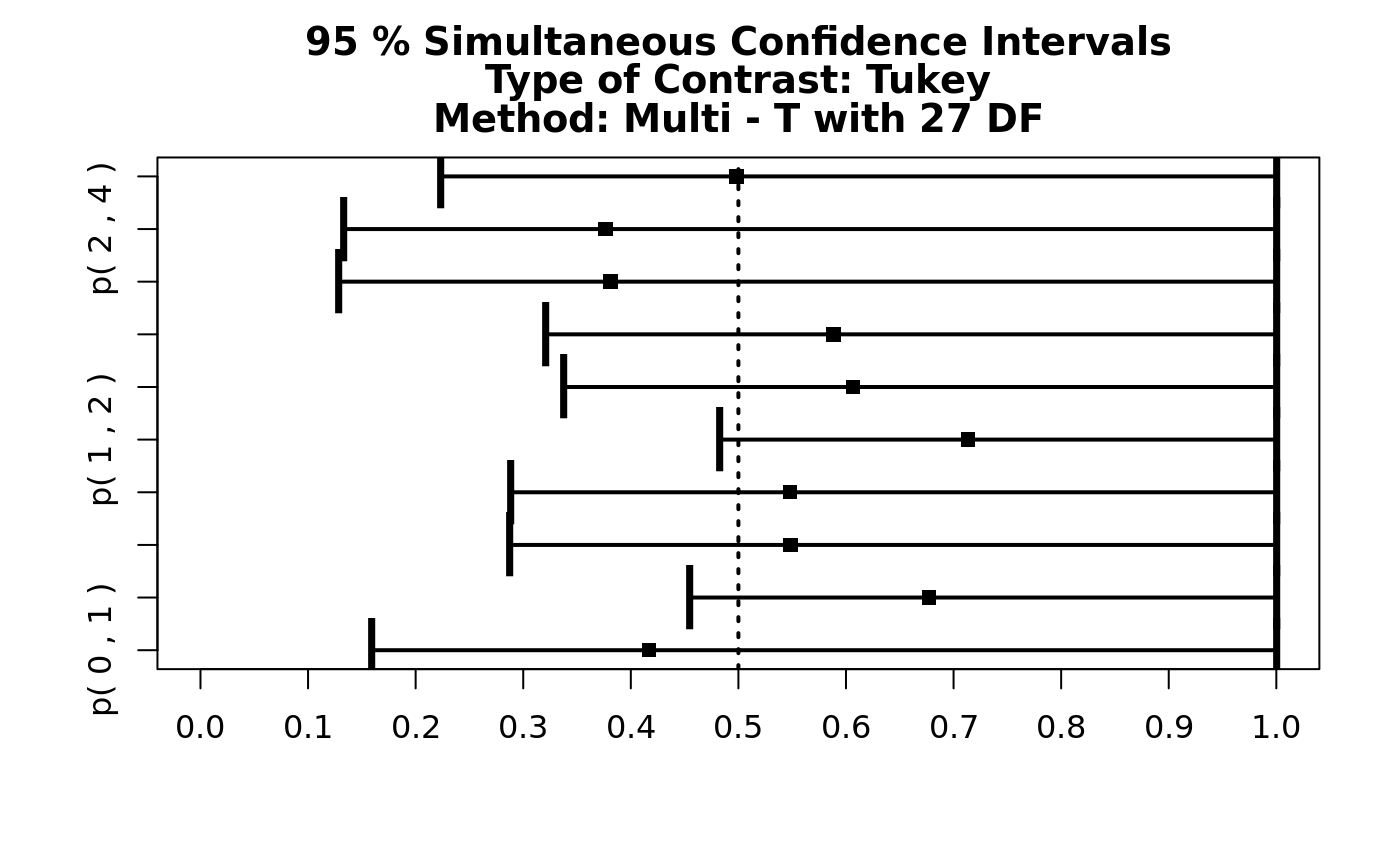 95 % Simultaneous Confidence Intervals
Type of Contrast: Tukey
Method: Multi - T with 27 DF
p( 2 , 4 )
p( 1 , 2 )
p( 0 , 1 )
0.0 0.1 0.2 0.3 0.4 0.5 0.6 0.7 0.8 0.9 1.0